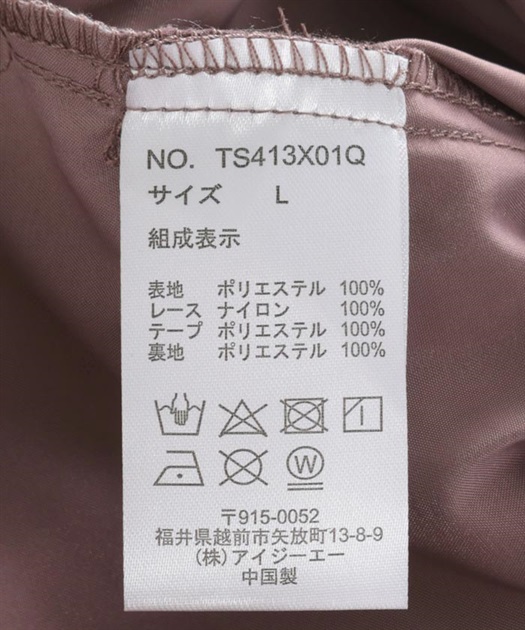 NO. TS413X01Q
サイズ L
組成表示
表地 ポリエステル 100%
レース ナイロン 100%
テープ ポリエステル 100%
裏地 ポリエステル 100%
W
〒915-0052
福井県越前市矢放町13-8-9
(株)アイジーエー
中国製